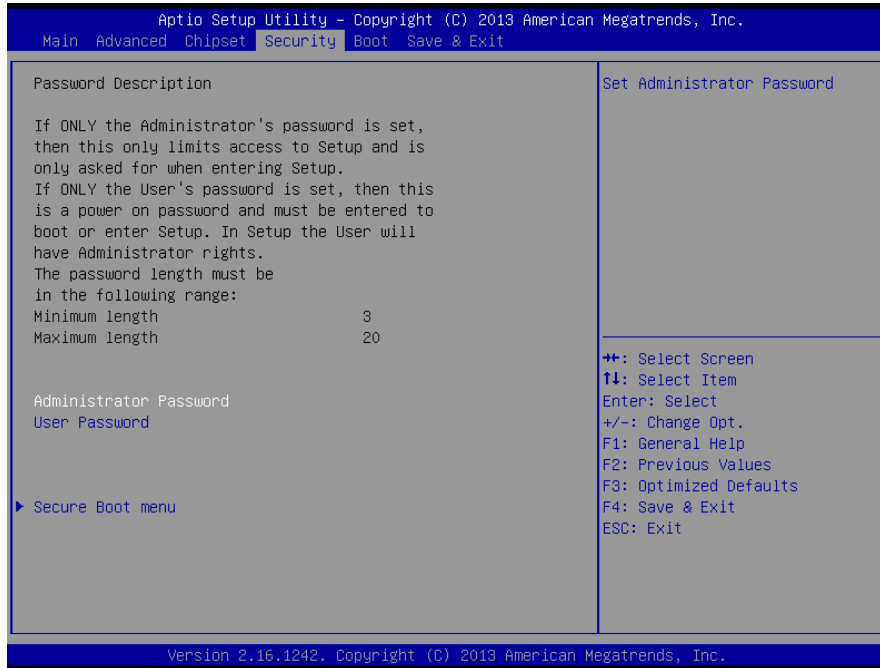 Aptio Setup Utility – Copyright (C) 2013 American Megatrends, Inc.
Main Advanced Chipset Security Boot Save & Exit
Password Description
If ONLY the Administrator's password is set,
then this only limits access to Setup and is
only asked for when entering Setup.
If ONLY the User's password is set, then this
is a power on password and must be entered to
boot or enter Setup. In Setup the User will
have Administrator rights.
The password length must be
in the following range:
Minimum length 3
Maximum length 20
Administrator Password
User Password
Secure Boot menu
Set Administrator Password
→←: Select Screen
↑↓: Select Item
Enter: Select
+/-: Change Opt.
F1: General Help
F2: Previous Values
F3: Optimized Defaults
F4: Save & Exit
ESC: Exit
Version 2.16.1242. Copyright (C) 2013 American Megatrends, Inc.